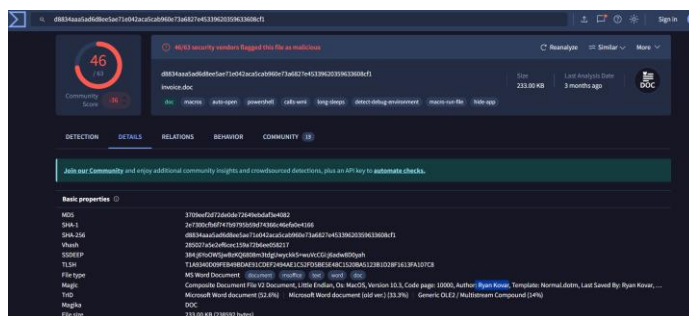 d8834aaa5ad6d8ee5ae71e042aca5cab960e73a6827e45339620359633608cf1
Sign in
46
/ 63
Community
Score
-36
46/63 security vendors flagged this file as malicious
Reanalyze
Similar
More
d8834aaa5ad6d8ee5ae71e042aca5cab960e73a6827e45339620359633608cf1
invoice.doc
doc macros auto-open powershell calls-wmi long-sleeps detect-debug-environment macro-run-file hide-app
Size
233.00 KB
Last Analysis Date
3 months ago
DOC
DETECTION DETAILS RELATIONS BEHAVIOR COMMUNITY 33
Join our Community and enjoy additional community insights and crowdsourced detections, plus an API key to automate checks.
Basic properties
MD5
SHA-1
SHA-256 d8834aaa5ad6d8ee5ae71e042aca5cab960e73a6827e45339620359633608cf1
Vhash
SSDEEP
TLSH
File type MS Word Document document msoffice text word doc
Magic Composite Document File V2 Document, Little Endian, Os: MacOS, Version 10.3, Code page: 10000, Author: Ryan Kovar, Template: Normal.dotm, Last Saved By: Ryan Kovar, ...
TrID Microsoft Word document (52.6%) Microsoft Word document (old ver.) (33.3%) Generic OLE2 / Multistream Compound (14%)
Magika DOC
File size 233.00 KB (238592 bytes)